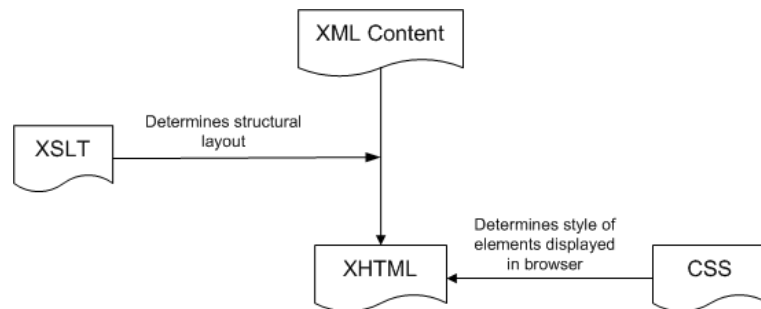 XML Content
Determines structural
layout
XSLT
Determines style of
elements displayed
in browser
XHTML
CSS